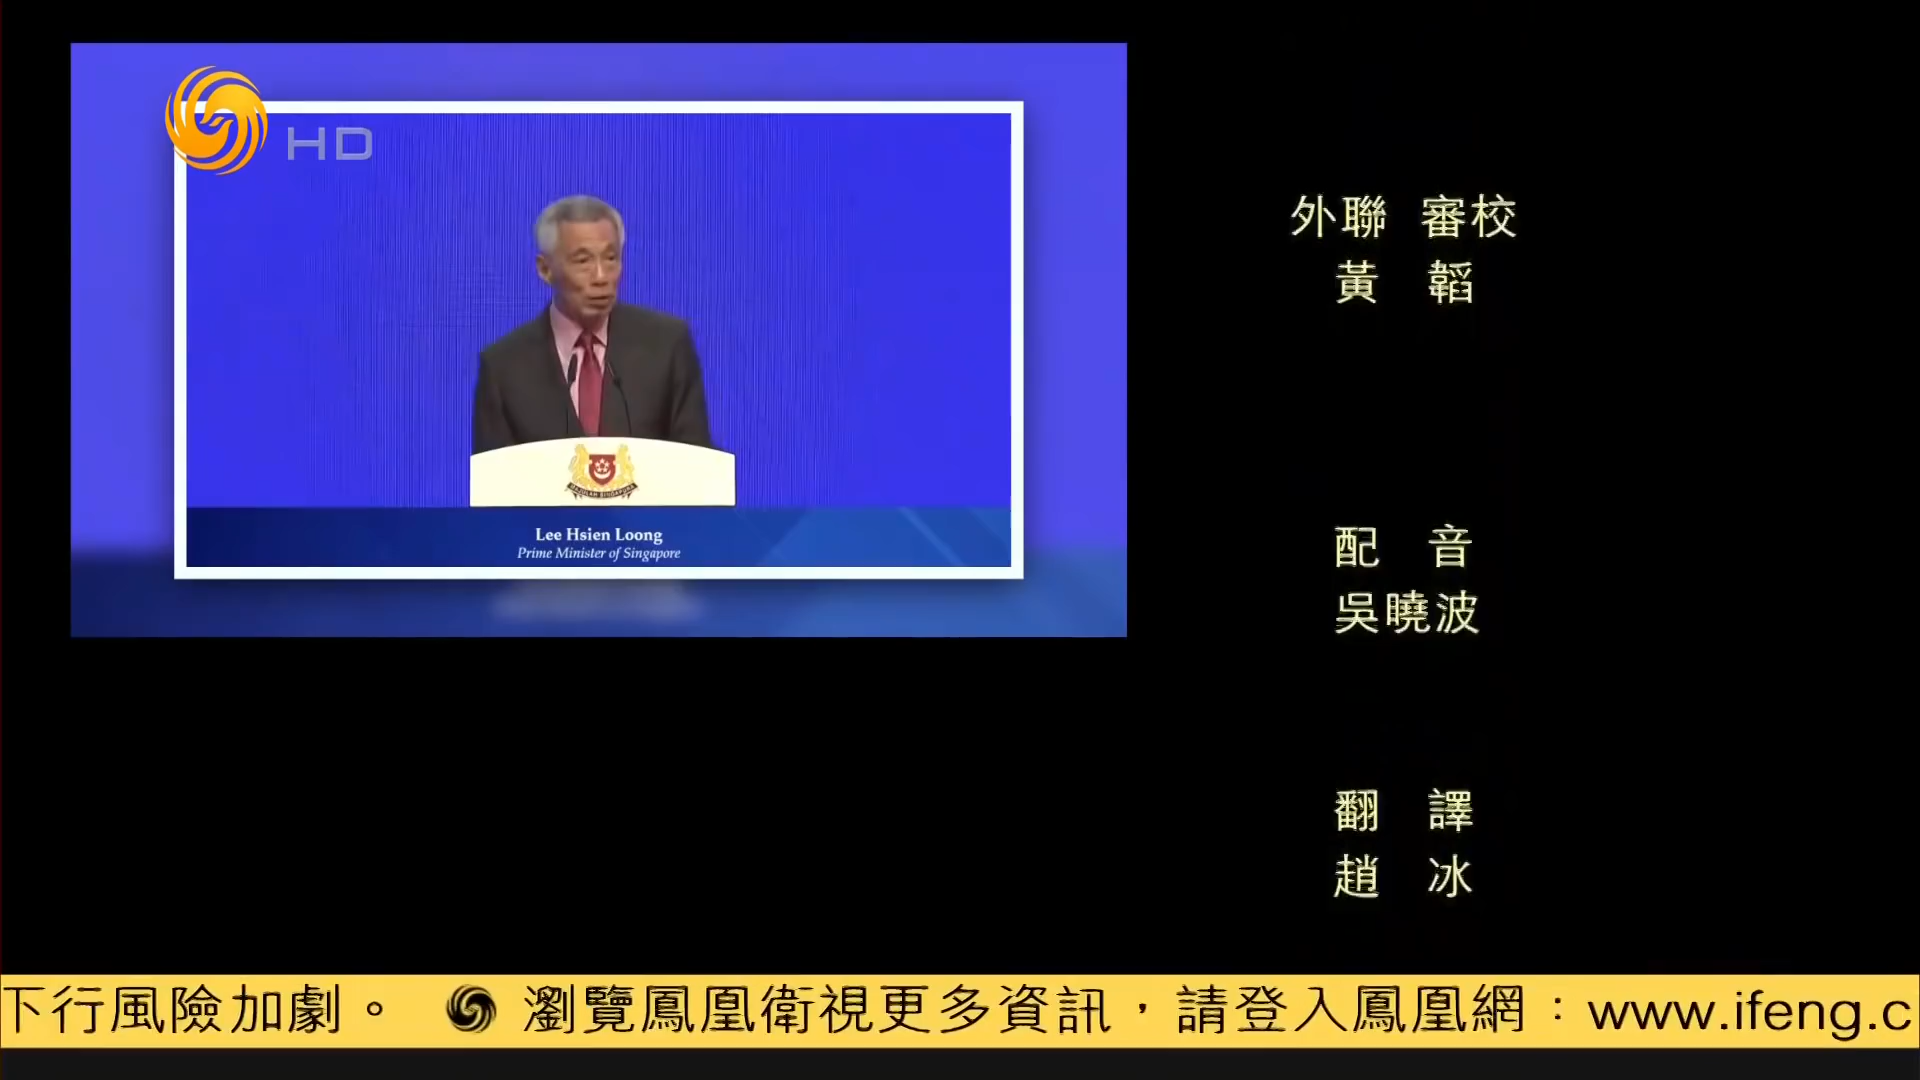 HD
Lee Hsien Loong
Prime Minister of Singapore
外聯 審校
黃 韜
配 音
吳曉波
翻 譯
趙 冰
下行風險加劇。 瀏覽鳳凰衛視更多資訊，請登入鳳凰網：www.ifeng.c